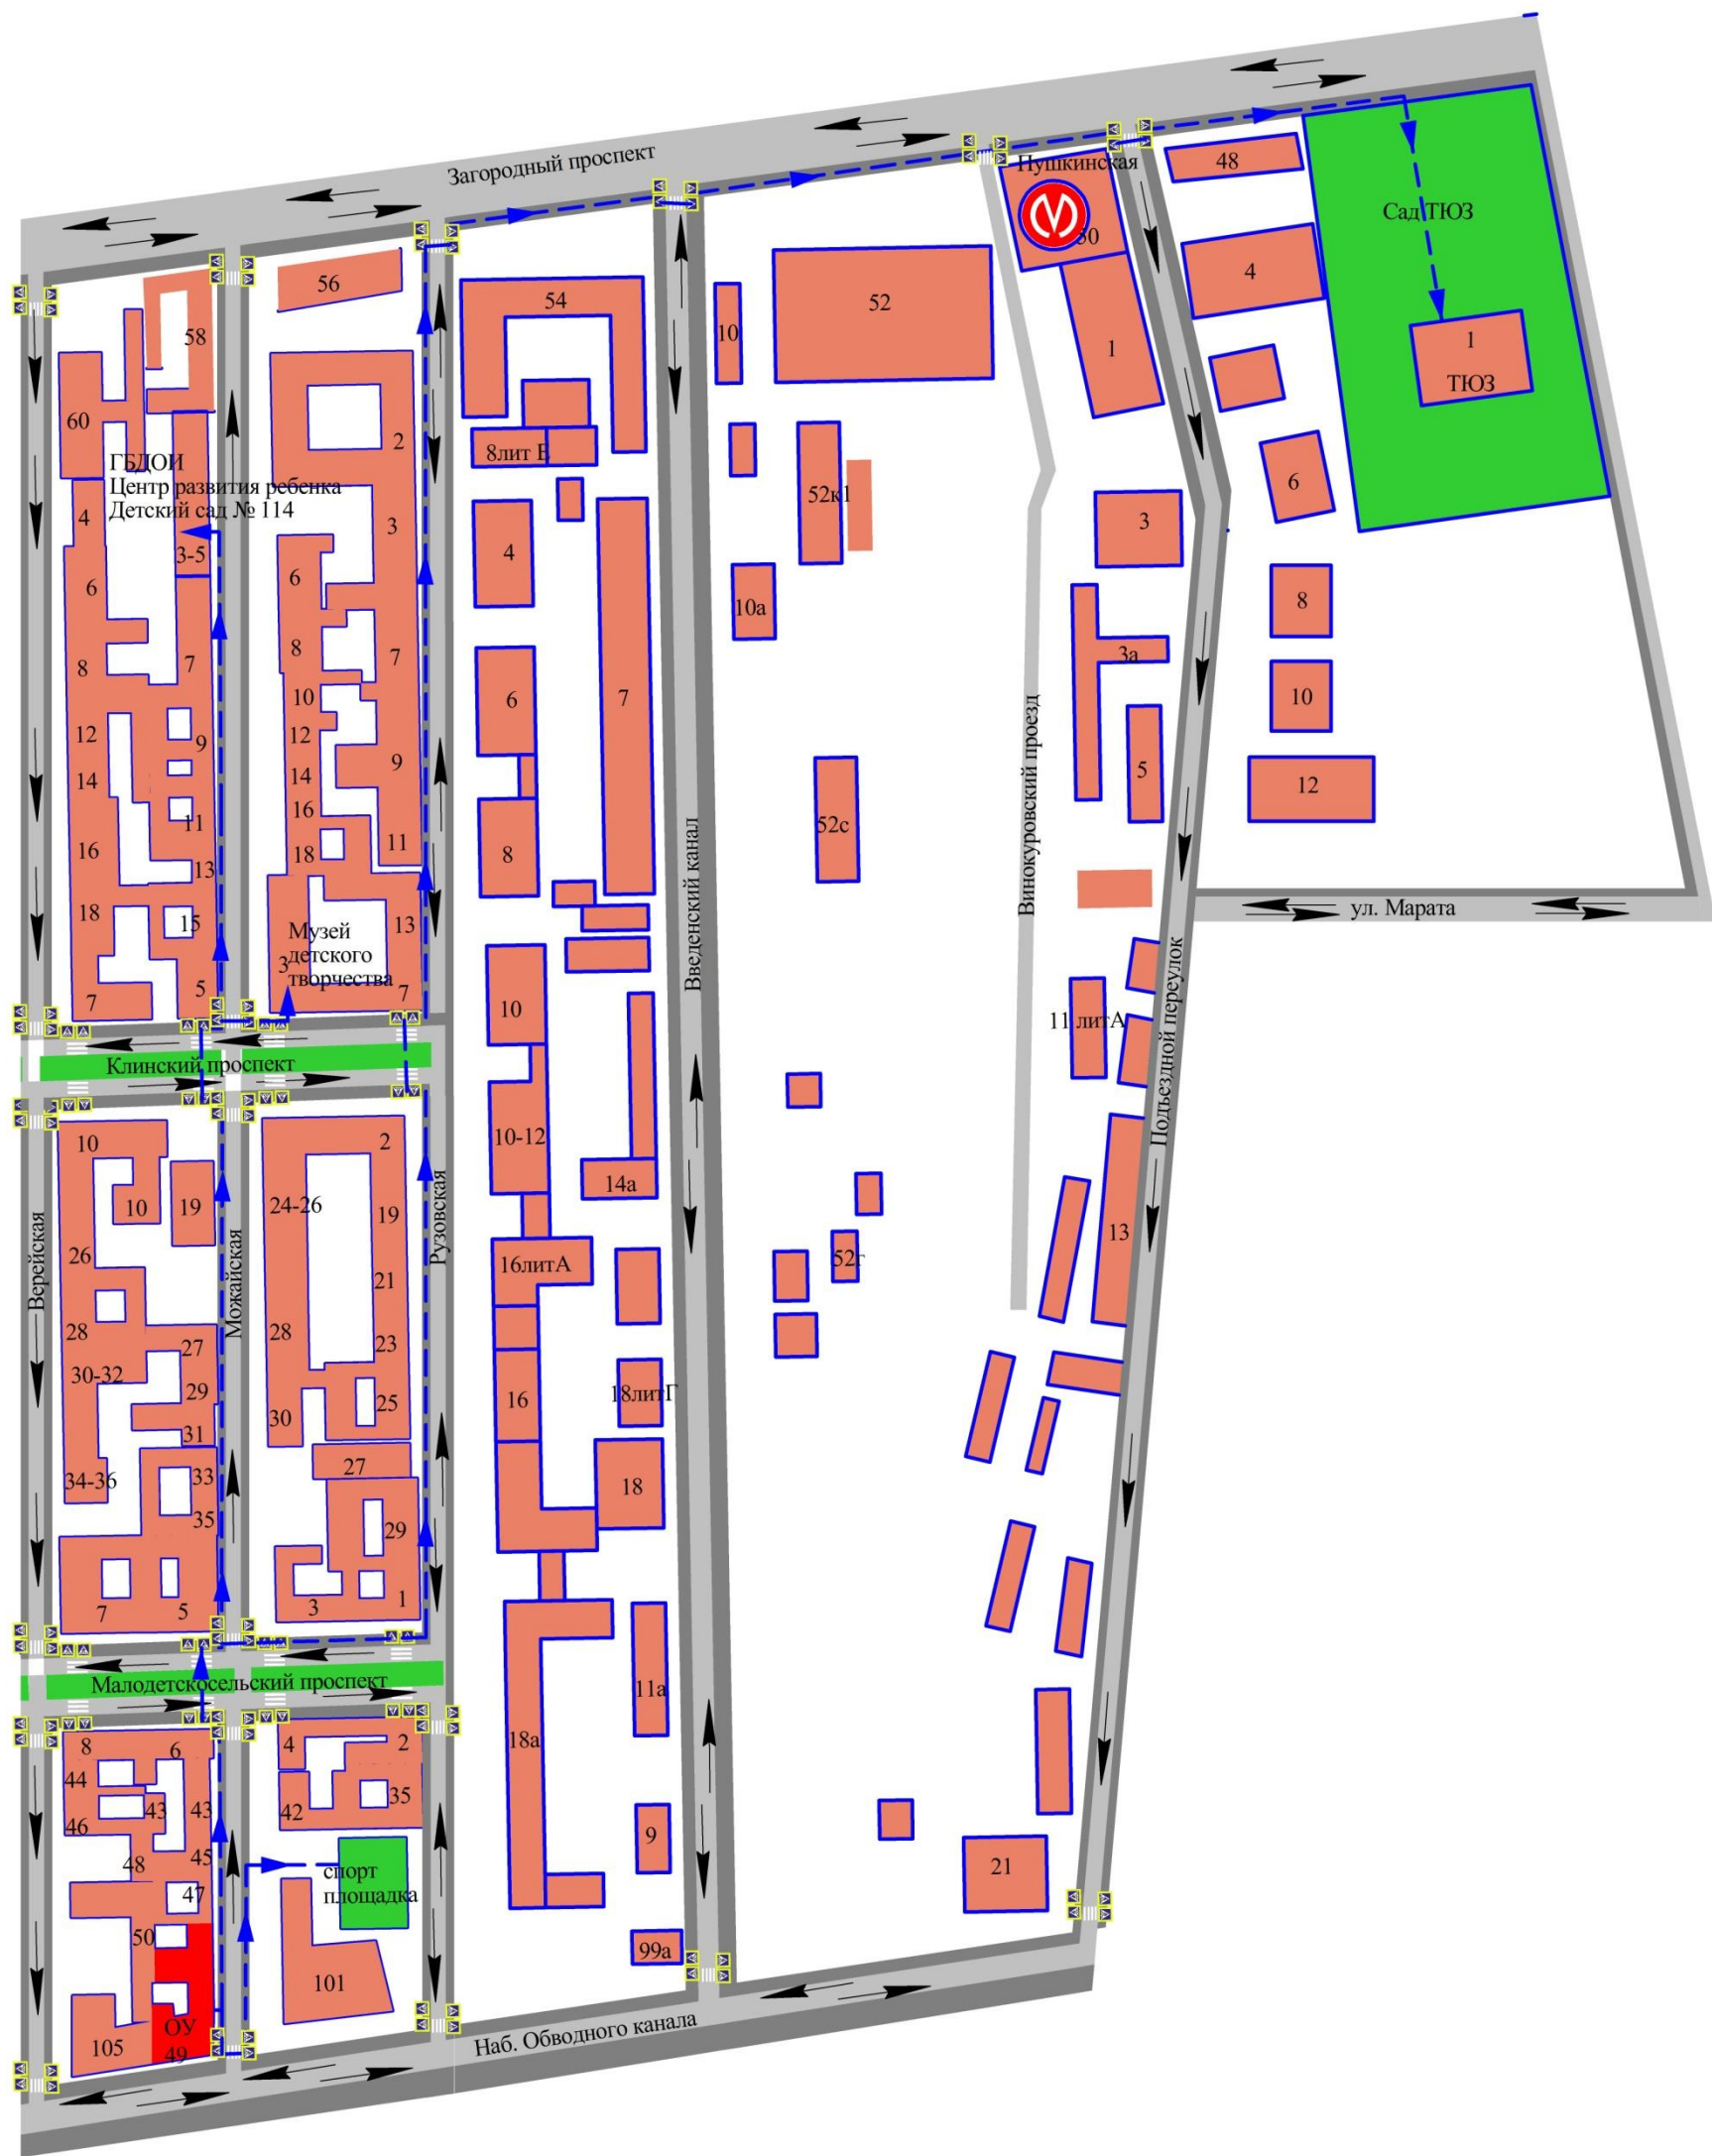 Загородный проспект
Пушкинская
50
48
Сад ТЮЗ
4
1
ТЮЗ
1
56
58
54
10
52
60
2
8лит Е
ГБДОИ
Центр развития ребенка
Детский сад № 114
4
3-5
3
4
52к1
6
3
6
6
10а
8
8
8
7
8
7
3а
10
10
6
7
12
9
12
9
5
12
14
14
16
52с
11
16
18
11
8
13
ул. Марата
18
15
13
Музей
детского
творчества
3
7
5
7
10
Введенский канал
Винокуровский проезд
Подъездной переулок
11 литА
Клинский проспект
10
10
19
2
24-26
19
10-12
14а
13
Верейская
Можайская
Рузовская
26
21
16литА
52г
28
27
28
23
30-32
29
25
16
18литГ
30
31
34-36
33
27
18
35
29
7
5
3
1
Малодетскосельский проспект
11а
18а
8
6
4
2
44
43
43
42
35
46
48
45
9
21
спорт
площадка
47
50
101
99а
ОУ
49
105
Наб. Обводного канала